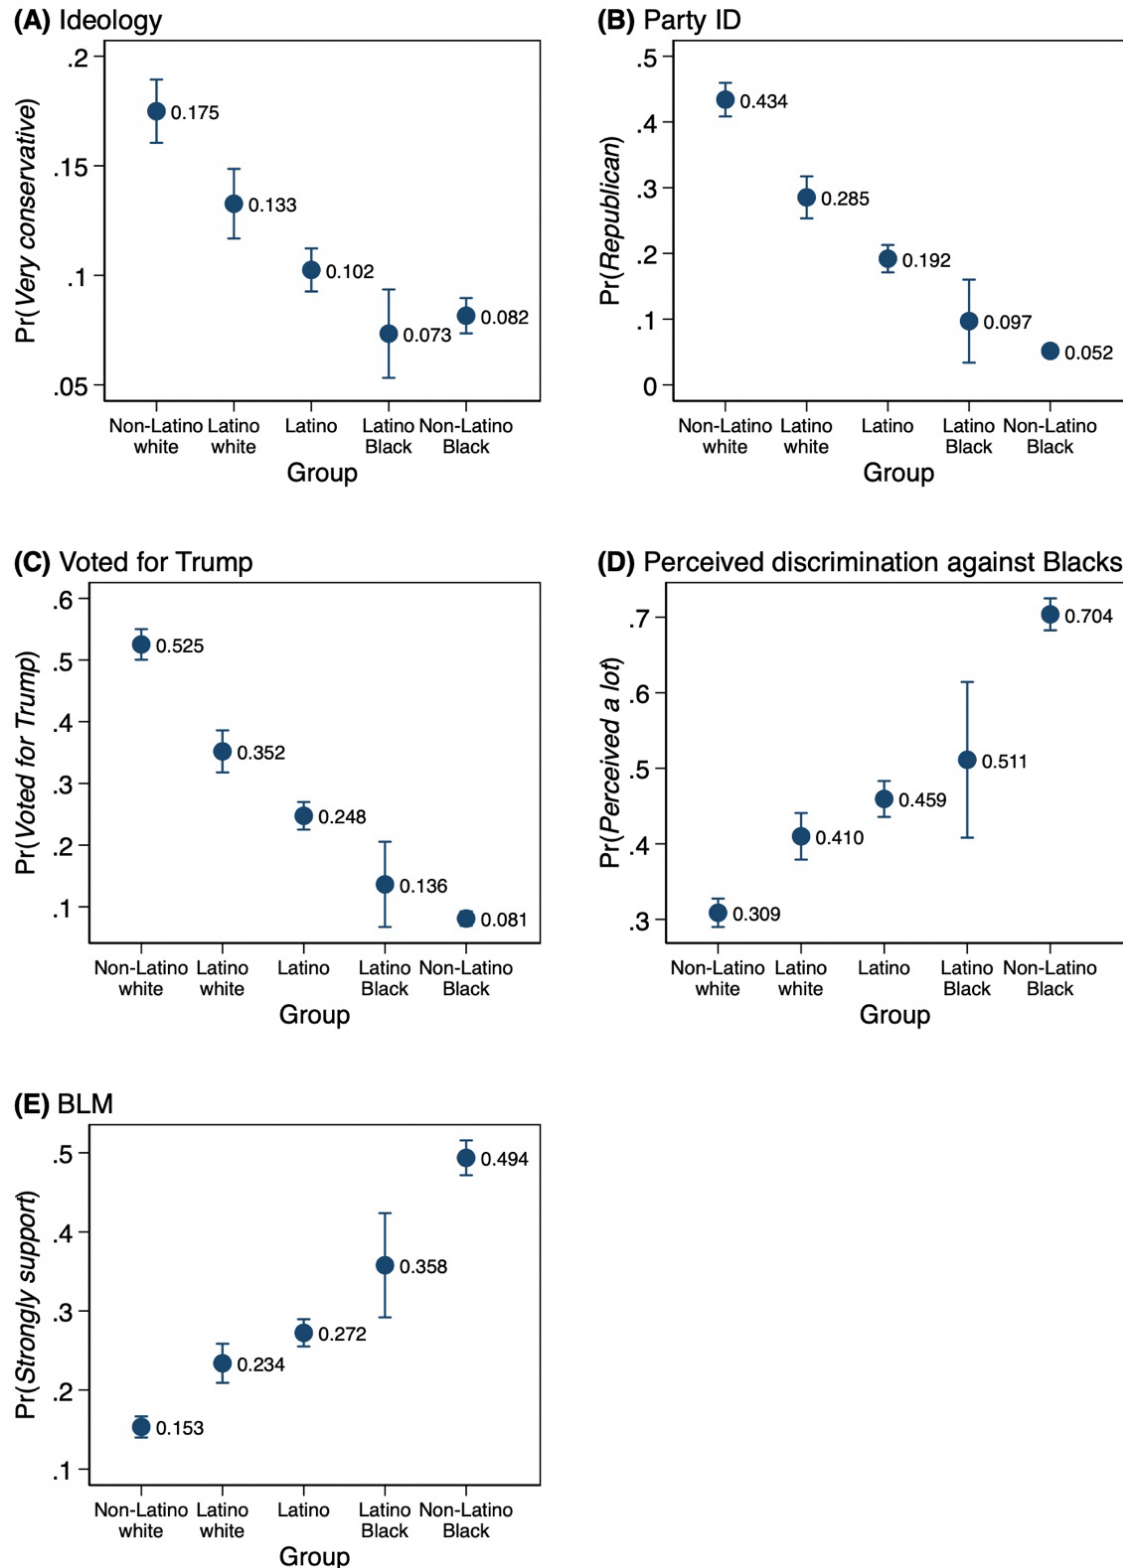 (A) Ideology
Pr(Very conservative)
.2
.15
.1
.05
0.175
0.133
0.102
0.073
0.082
Non-Latino Latino Latino Latino Non-Latino
white white Black Black
Group
(B) Party ID
Pr(Republican)
.5
.4
.3
.2
.1
0
0.434
0.285
0.192
0.097
0.052
Non-Latino Latino Latino Latino Non-Latino
white white Black Black
Group
(C) Voted for Trump
Pr(Voted for Trump)
.6
.5
.4
.3
.2
.1
0.525
0.352
0.248
0.136
0.081
Non-Latino Latino Latino Latino Non-Latino
white white Black Black
Group
(D) Perceived discrimination against Blacks
Pr(Perceived a lot)
.7
.6
.5
.4
.3
0.309
0.410
0.459
0.511
0.704
Non-Latino Latino Latino Latino Non-Latino
white white Black Black
Group
(E) BLM
Pr(Strongly support)
.5
.4
.3
.2
.1
0.153
0.234
0.272
0.358
0.494
Non-Latino Latino Latino Latino Non-Latino
white white Black Black
Group